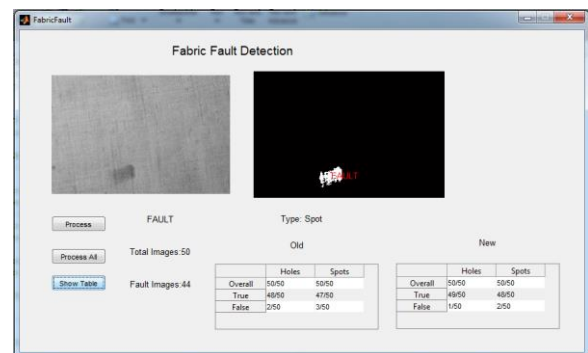 FabricFault
Fabric Fault Detection
FAULT
Process
FAULT
Type: Spot
Process All
Total Images:50
Show Table
Fault Images:44
Old
Holes Spots
Overall 50/50 50/50
True 48/50 47/50
False 2/50 3/50
New
Holes Spots
Overall 50/50 50/50
True 49/50 48/50
False 1/50 2/50